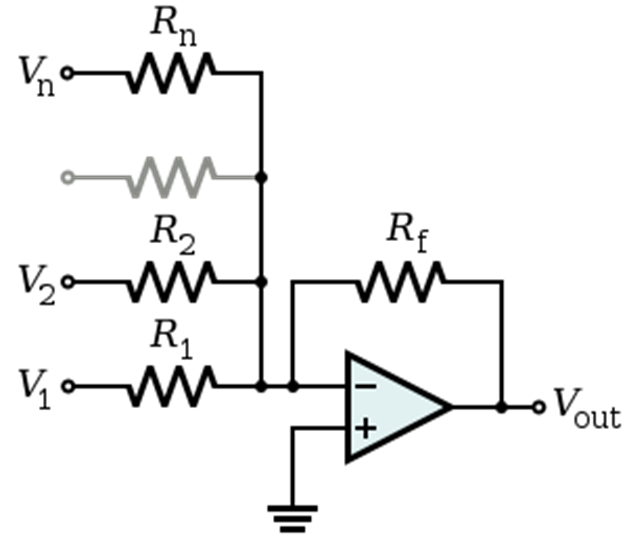 Rn
Vn
R2
Rf
V2
R1
V1
−
+
Vout